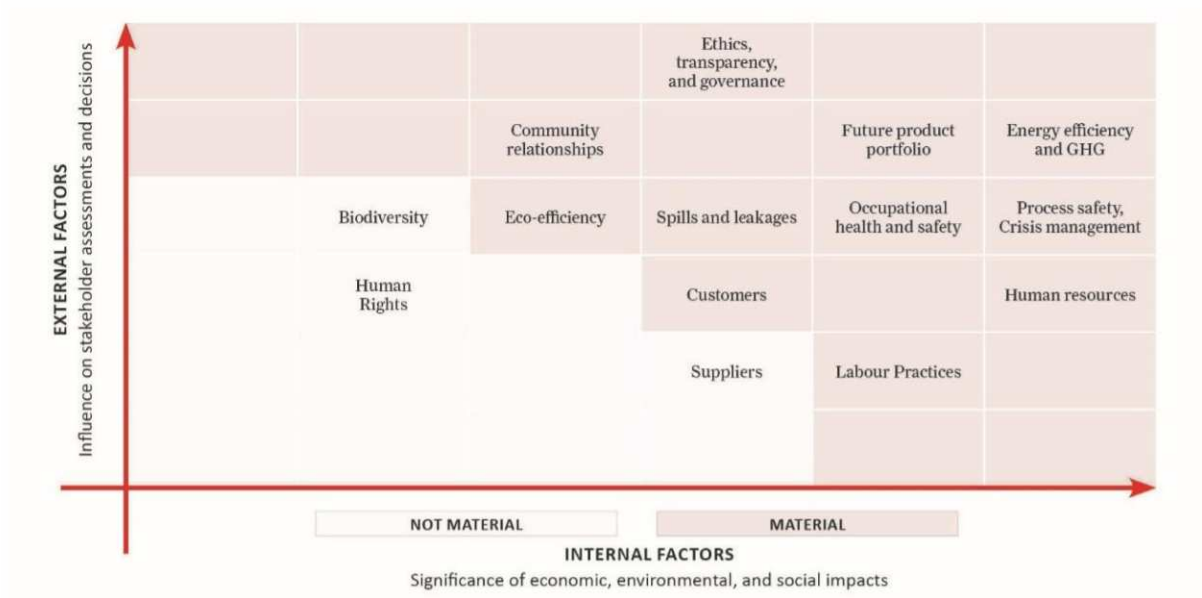 EXTERNAL FACTORS
Influence on stakeholder assessments and decisions
Ethics,
transparency,
and governance
Community
relationships
Future product
portfolio
Energy efficiency
and GHG
Biodiversity
Eco-efficiency
Spills and leakages
Occupational
health and safety
Process safety,
Crisis management
Human
Rights
Customers
Human resources
Suppliers
Labour Practices
NOT MATERIAL
MATERIAL
INTERNAL FACTORS
Significance of economic, environmental, and social impacts